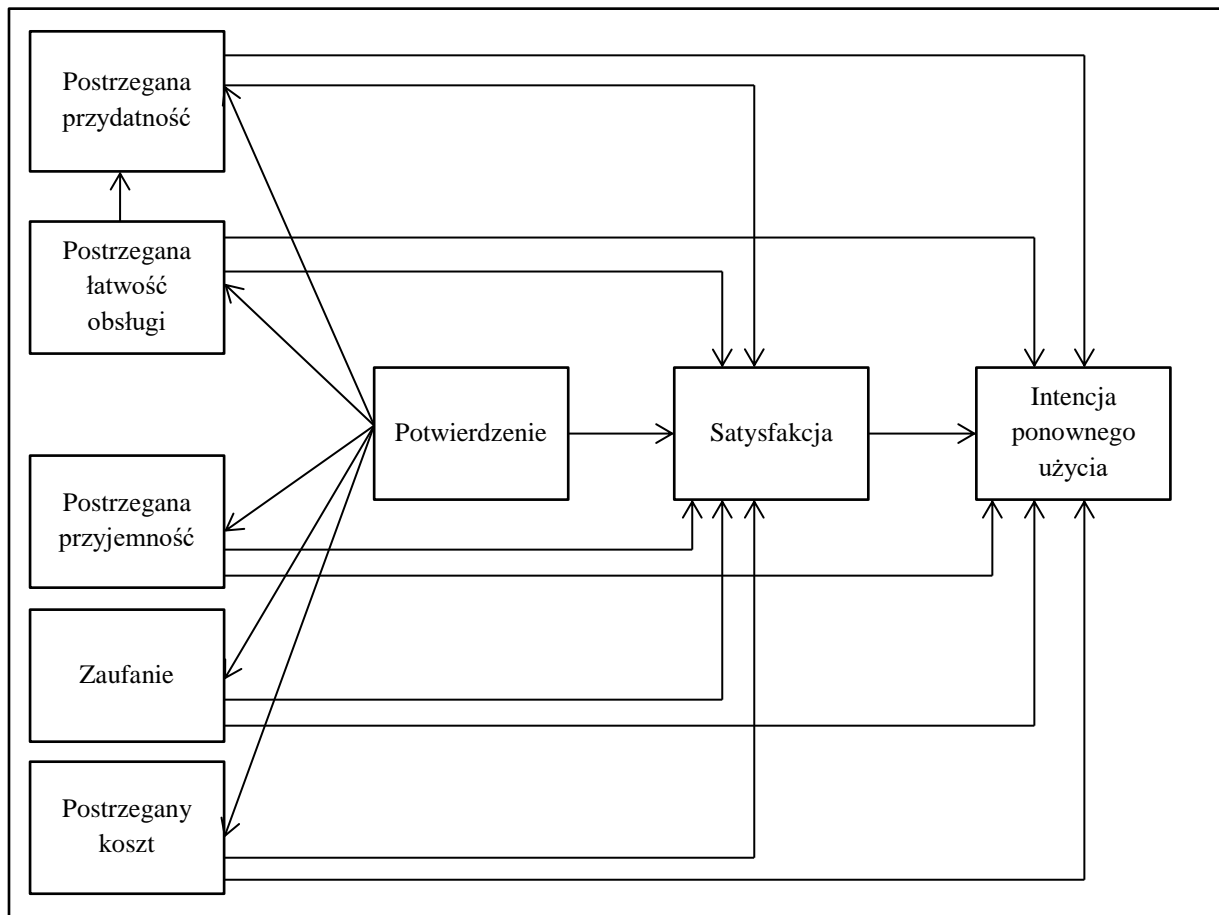 Postrzegana
przydatność
Postrzegana
łatwość
obsługi
Potwierdzenie
Satysfakcja
Intencja
ponownego
użycia
Postrzegana
przyjemność
Zaufanie
Postrzegany
koszt